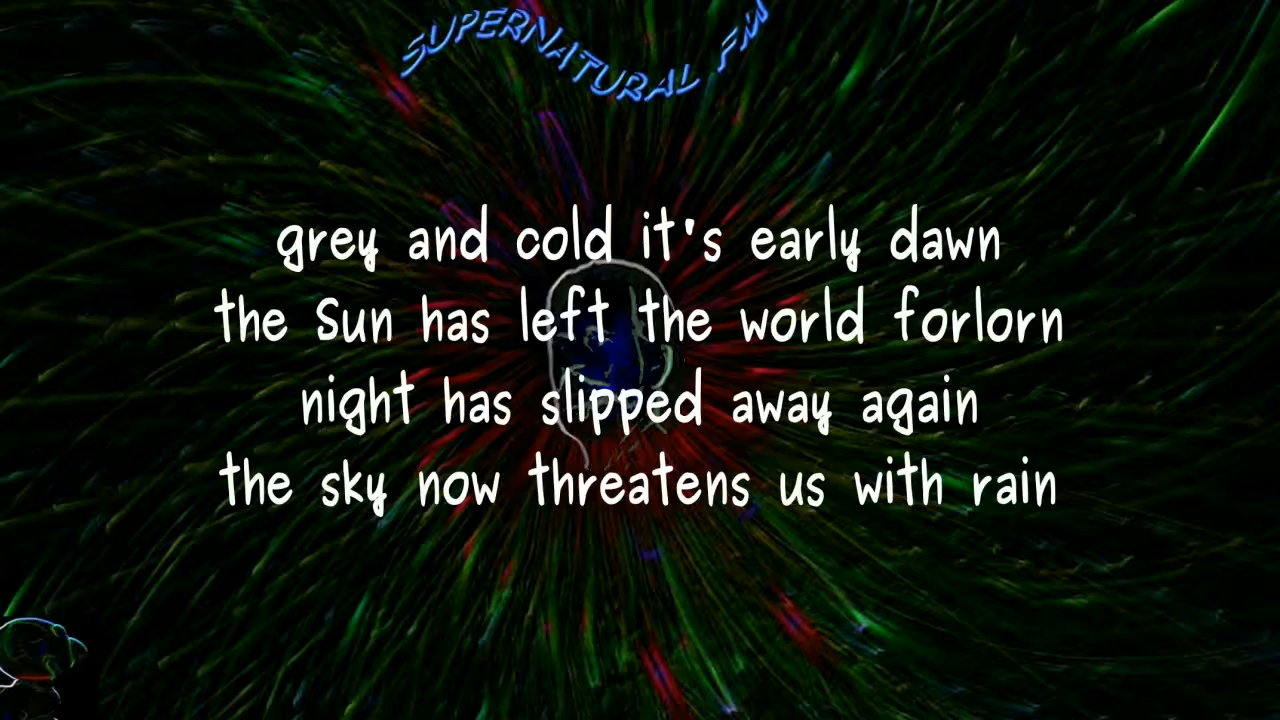 SUPERNATURAL FM
grey and cold it's early dawn
the Sun has left the world forlorn
night has slipped away again
the sky now threatens us with rain